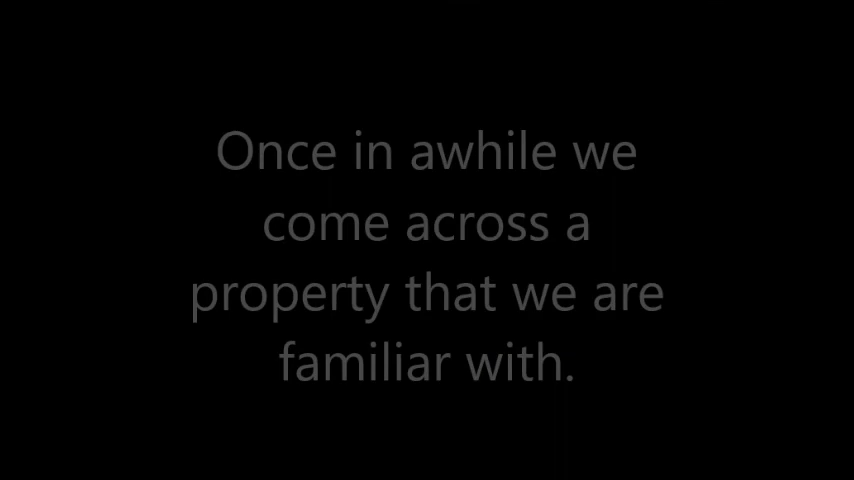 Once in awhile we
come across a
property that we are
familiar with.